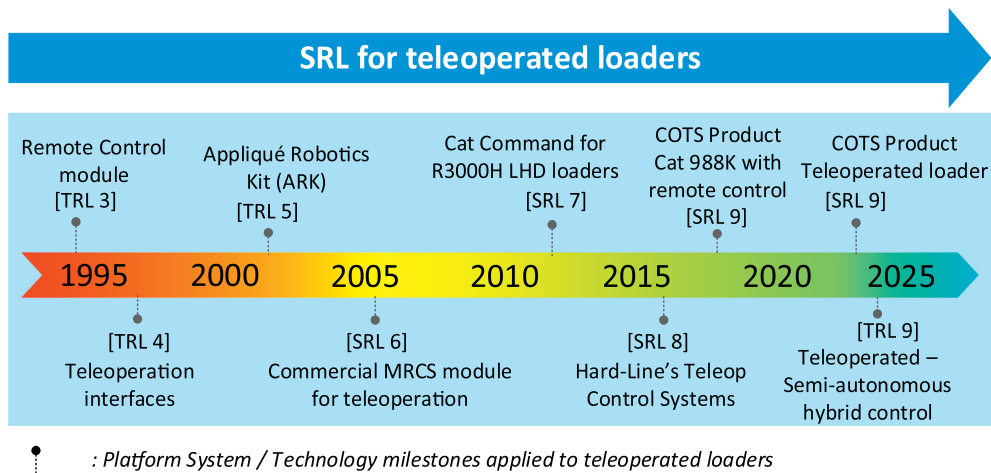 SRL for teleoperated loaders
Remote Control
module
[TRL 3]
Appliqué Robotics
Kit (ARK)
[TRL 5]
Cat Command for
R3000H LHD loaders
[SRL 7]
COTS Product
Cat 988K with
remote control
[SRL 9]
COTS Product
Teleoperated loader
[SRL 9]
1995 2000 2005 2010 2015 2020 2025
[TRL 4]
Teleoperation
interfaces
[SRL 6]
Commercial MRCS module
for teleoperation
[SRL 8]
Hard-Line’s Teleop
Control Systems
[TRL 9]
Teleoperated –
Semi-autonomous
hybrid control
: Platform System / Technology milestones applied to teleoperated loaders